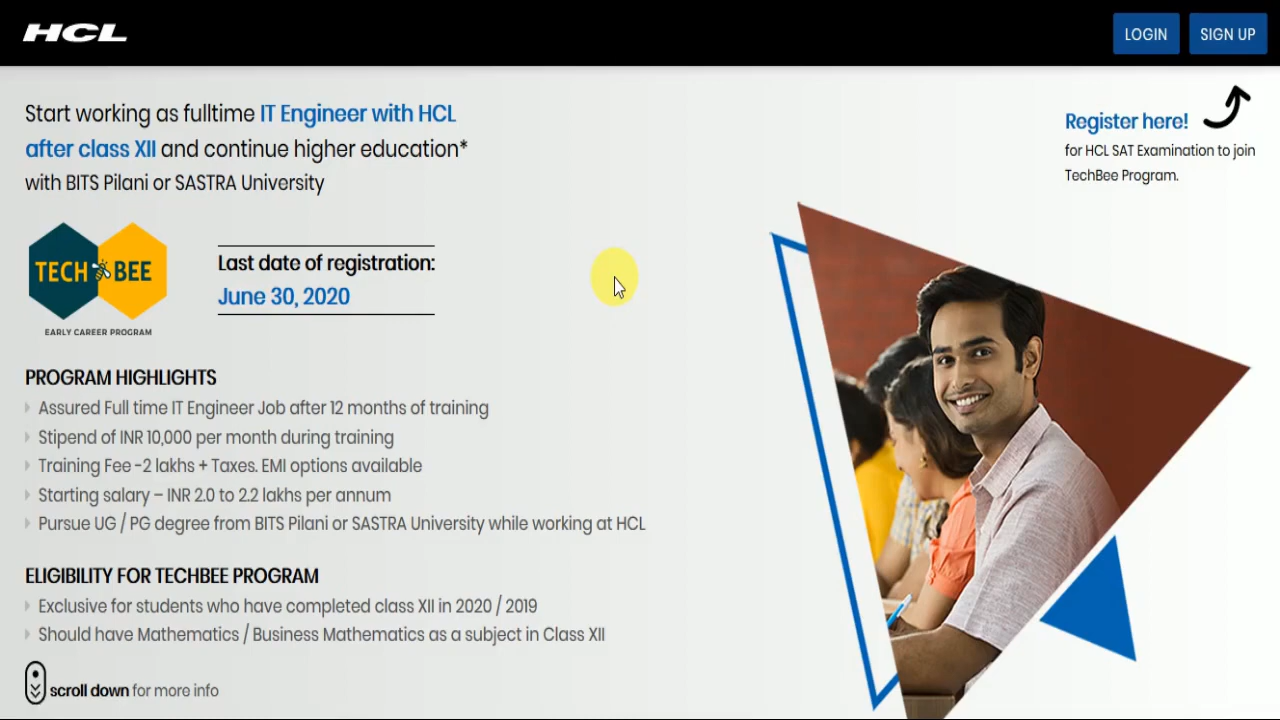 HCL
LOGIN
SIGN UP
Start working as fulltime IT Engineer with HCL
after class XII and continue higher education*
with BITS Pilani or SASTRA University
Register here!
for HCL SAT Examination to join
TechBee Program.
TECH BEE
EARLY CAREER PROGRAM
Last date of registration:
June 30, 2020
PROGRAM HIGHLIGHTS
Assured Full time IT Engineer Job after 12 months of training
Stipend of INR 10,000 per month during training
Training Fee -2 lakhs + Taxes. EMI options available
Starting salary – INR 2.0 to 2.2 lakhs per annum
Pursue UG / PG degree from BITS Pilani or SASTRA University while working at HCL
ELIGIBILITY FOR TECHBEE PROGRAM
Exclusive for students who have completed class XII in 2020 / 2019
Should have Mathematics / Business Mathematics as a subject in Class XII
scroll down for more info